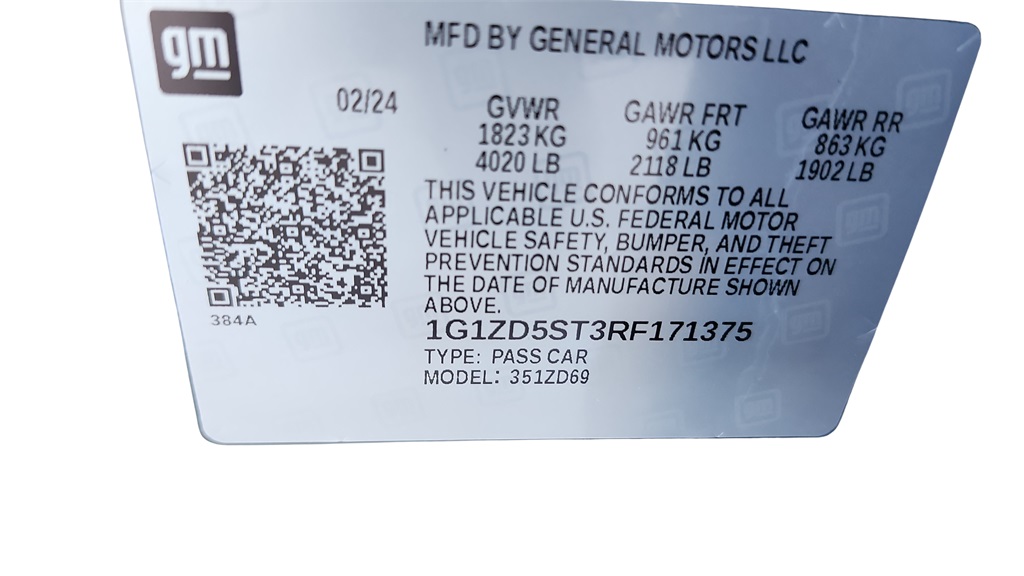 gm
MFD BY GENERAL MOTORS LLC
02/24
GVWR GAWR FRT GAWR RR
1823 KG 961 KG 863 KG
4020 LB 2118 LB 1902 LB
THIS VEHICLE CONFORMS TO ALL
APPLICABLE U.S. FEDERAL MOTOR
VEHICLE SAFETY, BUMPER, AND THEFT
PREVENTION STANDARDS IN EFFECT ON
THE DATE OF MANUFACTURE SHOWN
ABOVE.
384A
1G1ZD5ST3RF171375
TYPE: PASS CAR
MODEL: 351ZD69